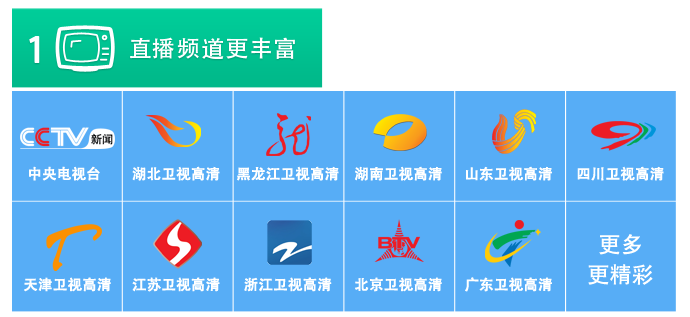 1 直播频道更丰富
CCTV 新闻
中央电视台
湖北卫视高清
黑龙江卫视高清
湖南卫视高清
山东卫视高清
四川卫视高清
天津卫视高清
江苏卫视高清
浙江卫视高清
BTV
北京卫视高清
广东卫视高清
更多
更精彩